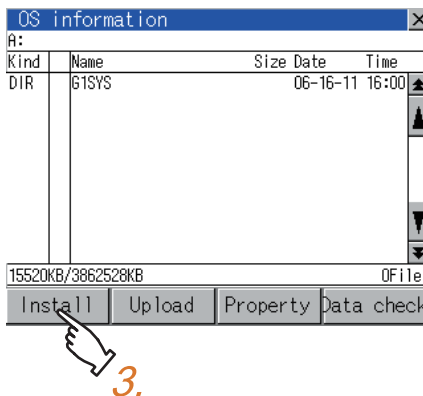 OS information ×
A:
Kind Name Size Date Time
DIR G1SYS 06-16-11 16:00
15520KB/3862528KB 0File
Install Upload Property Data check
3.